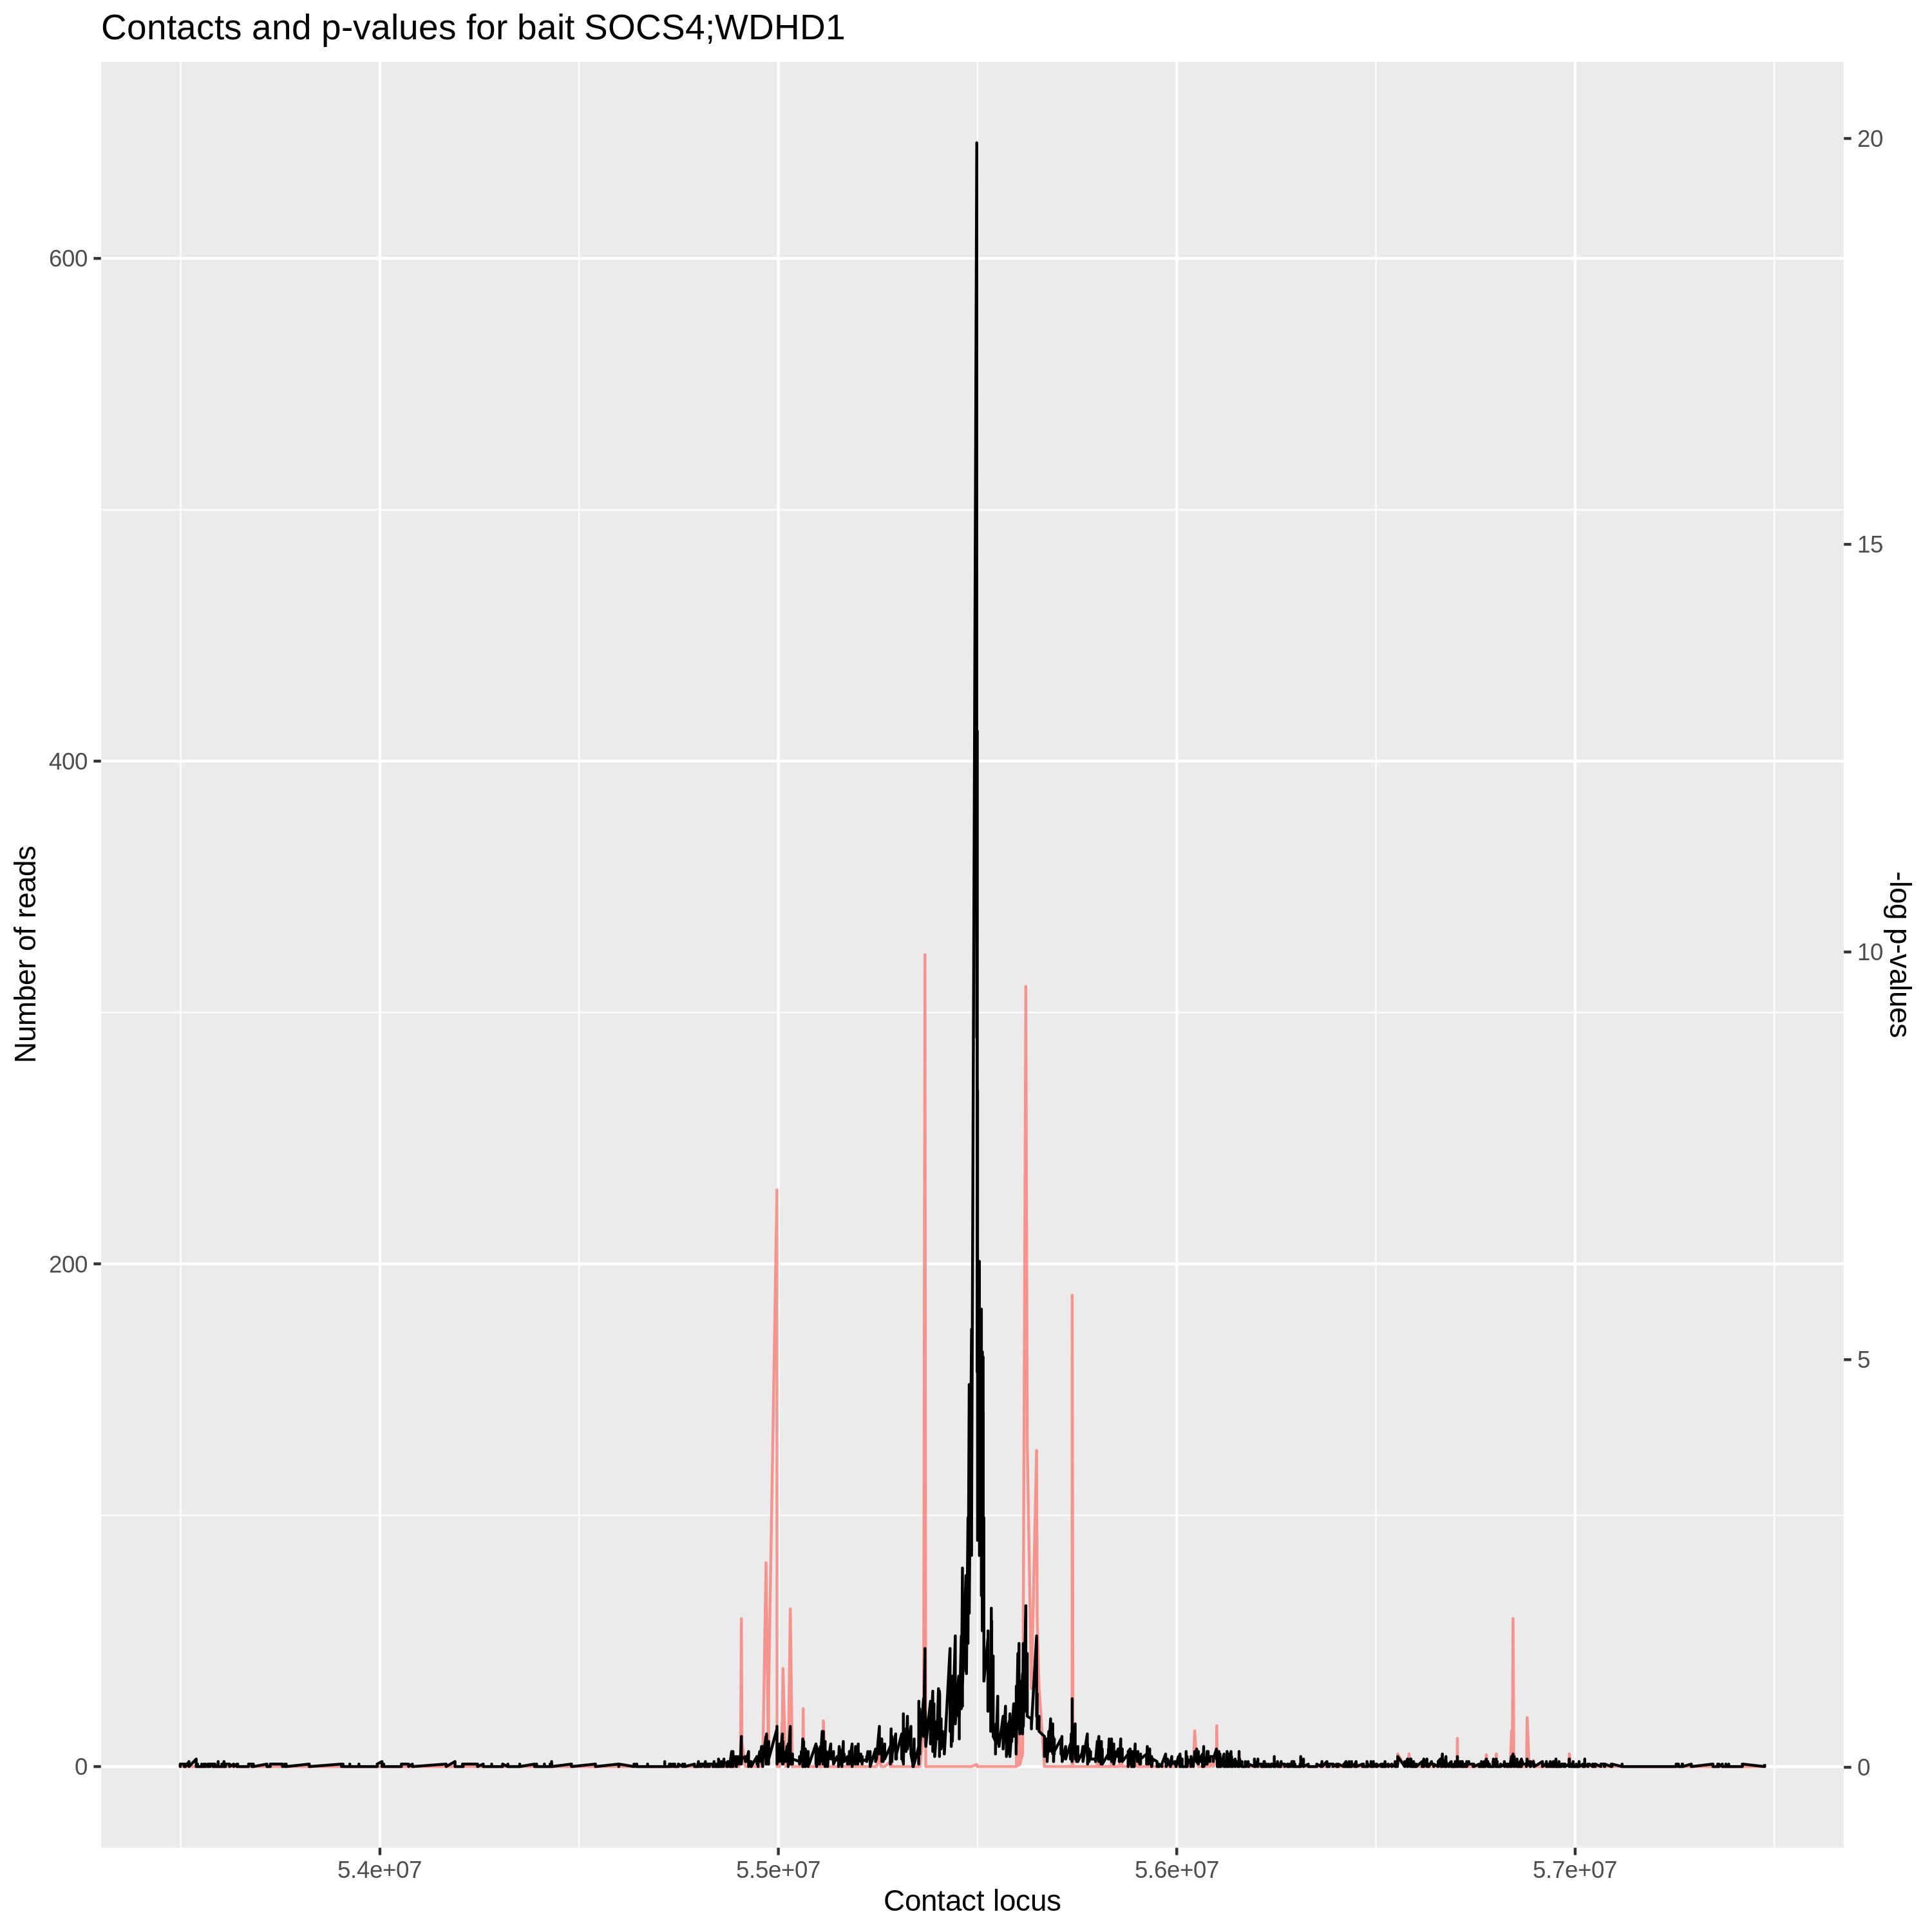 Contacts and p-values for bait SOCS4;WDHD1
20
600
15
400
Number of reads
-log p-values
10
200
5
0
0
5.4e+07
5.5e+07
5.6e+07
5.7e+07
Contact locus